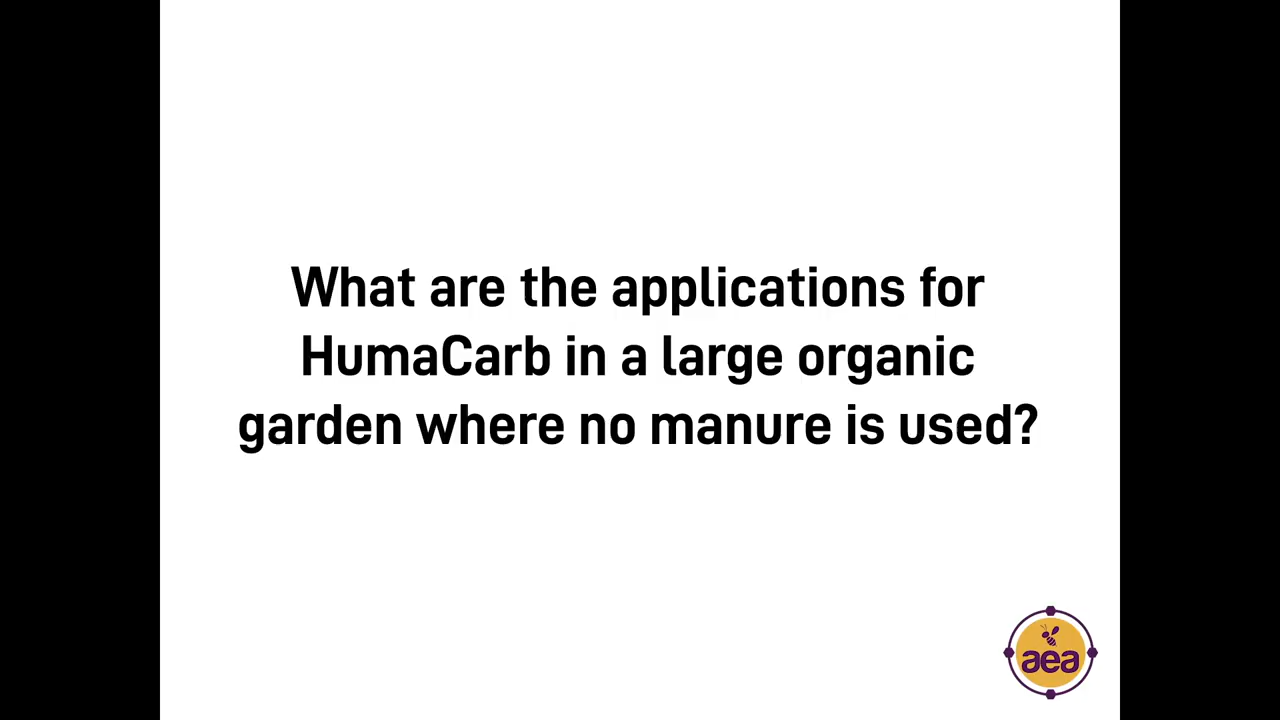 What are the applications for
HumaCarb in a large organic
garden where no manure is used?
aea